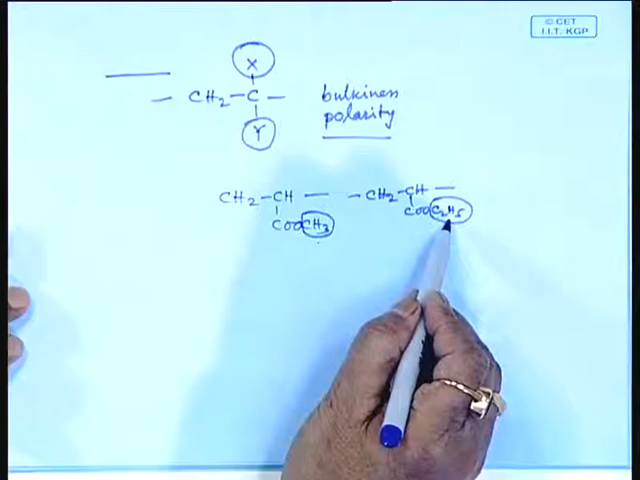 © CET
I.I.T. KGP
X
— CH₂—C—
Y
bulkiness
polarity
CH₂—CH—
COOCH₃
—CH₂—CH—
COOC₂H₅